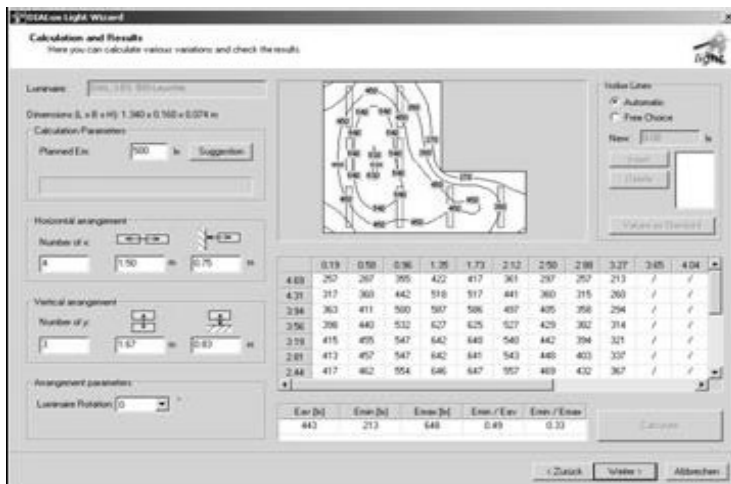 DIALux Light Wizard
Calculation and Results
Here you can calculate various variations and check the results.
light
Luminaire:
Dimensions (L x B x H): 1.340 x 0.160 x 0.074 m
Calculation Parameters
Planned Em: 500 lx Suggestion
Horizontal arrangement
Number of x:
4 1.50 m 0.75 m
Vertical arrangement
Number of y:
3 1.67 m 0.83 m
Arrangement parameters
Luminaire Rotation: 0 °
Isolux Lines
Automatic
Free Choice
New: lx
Insert
Delete
Values as Standard
0.19 0.58 0.96 1.35 1.73 2.12 2.50 2.88 3.27 3.65 4.04
4.69 257 287 395 422 417 361 297 257 213 / /
4.31 317 360 442 518 517 441 360 315 260 / /
3.94 363 411 500 587 586 497 405 358 294 / /
3.56 398 440 532 627 625 527 429 382 314 / /
3.19 415 455 547 642 640 540 442 394 321 / /
2.81 413 457 547 642 641 543 448 403 337 / /
2.44 417 462 554 646 647 557 469 432 367 / /
Eav [lx] Emin [lx] Emax [lx] Emin / Eav Emin / Emax
443 213 648 0.49 0.33
Calculate
< Zurück Weiter > Abbrechen